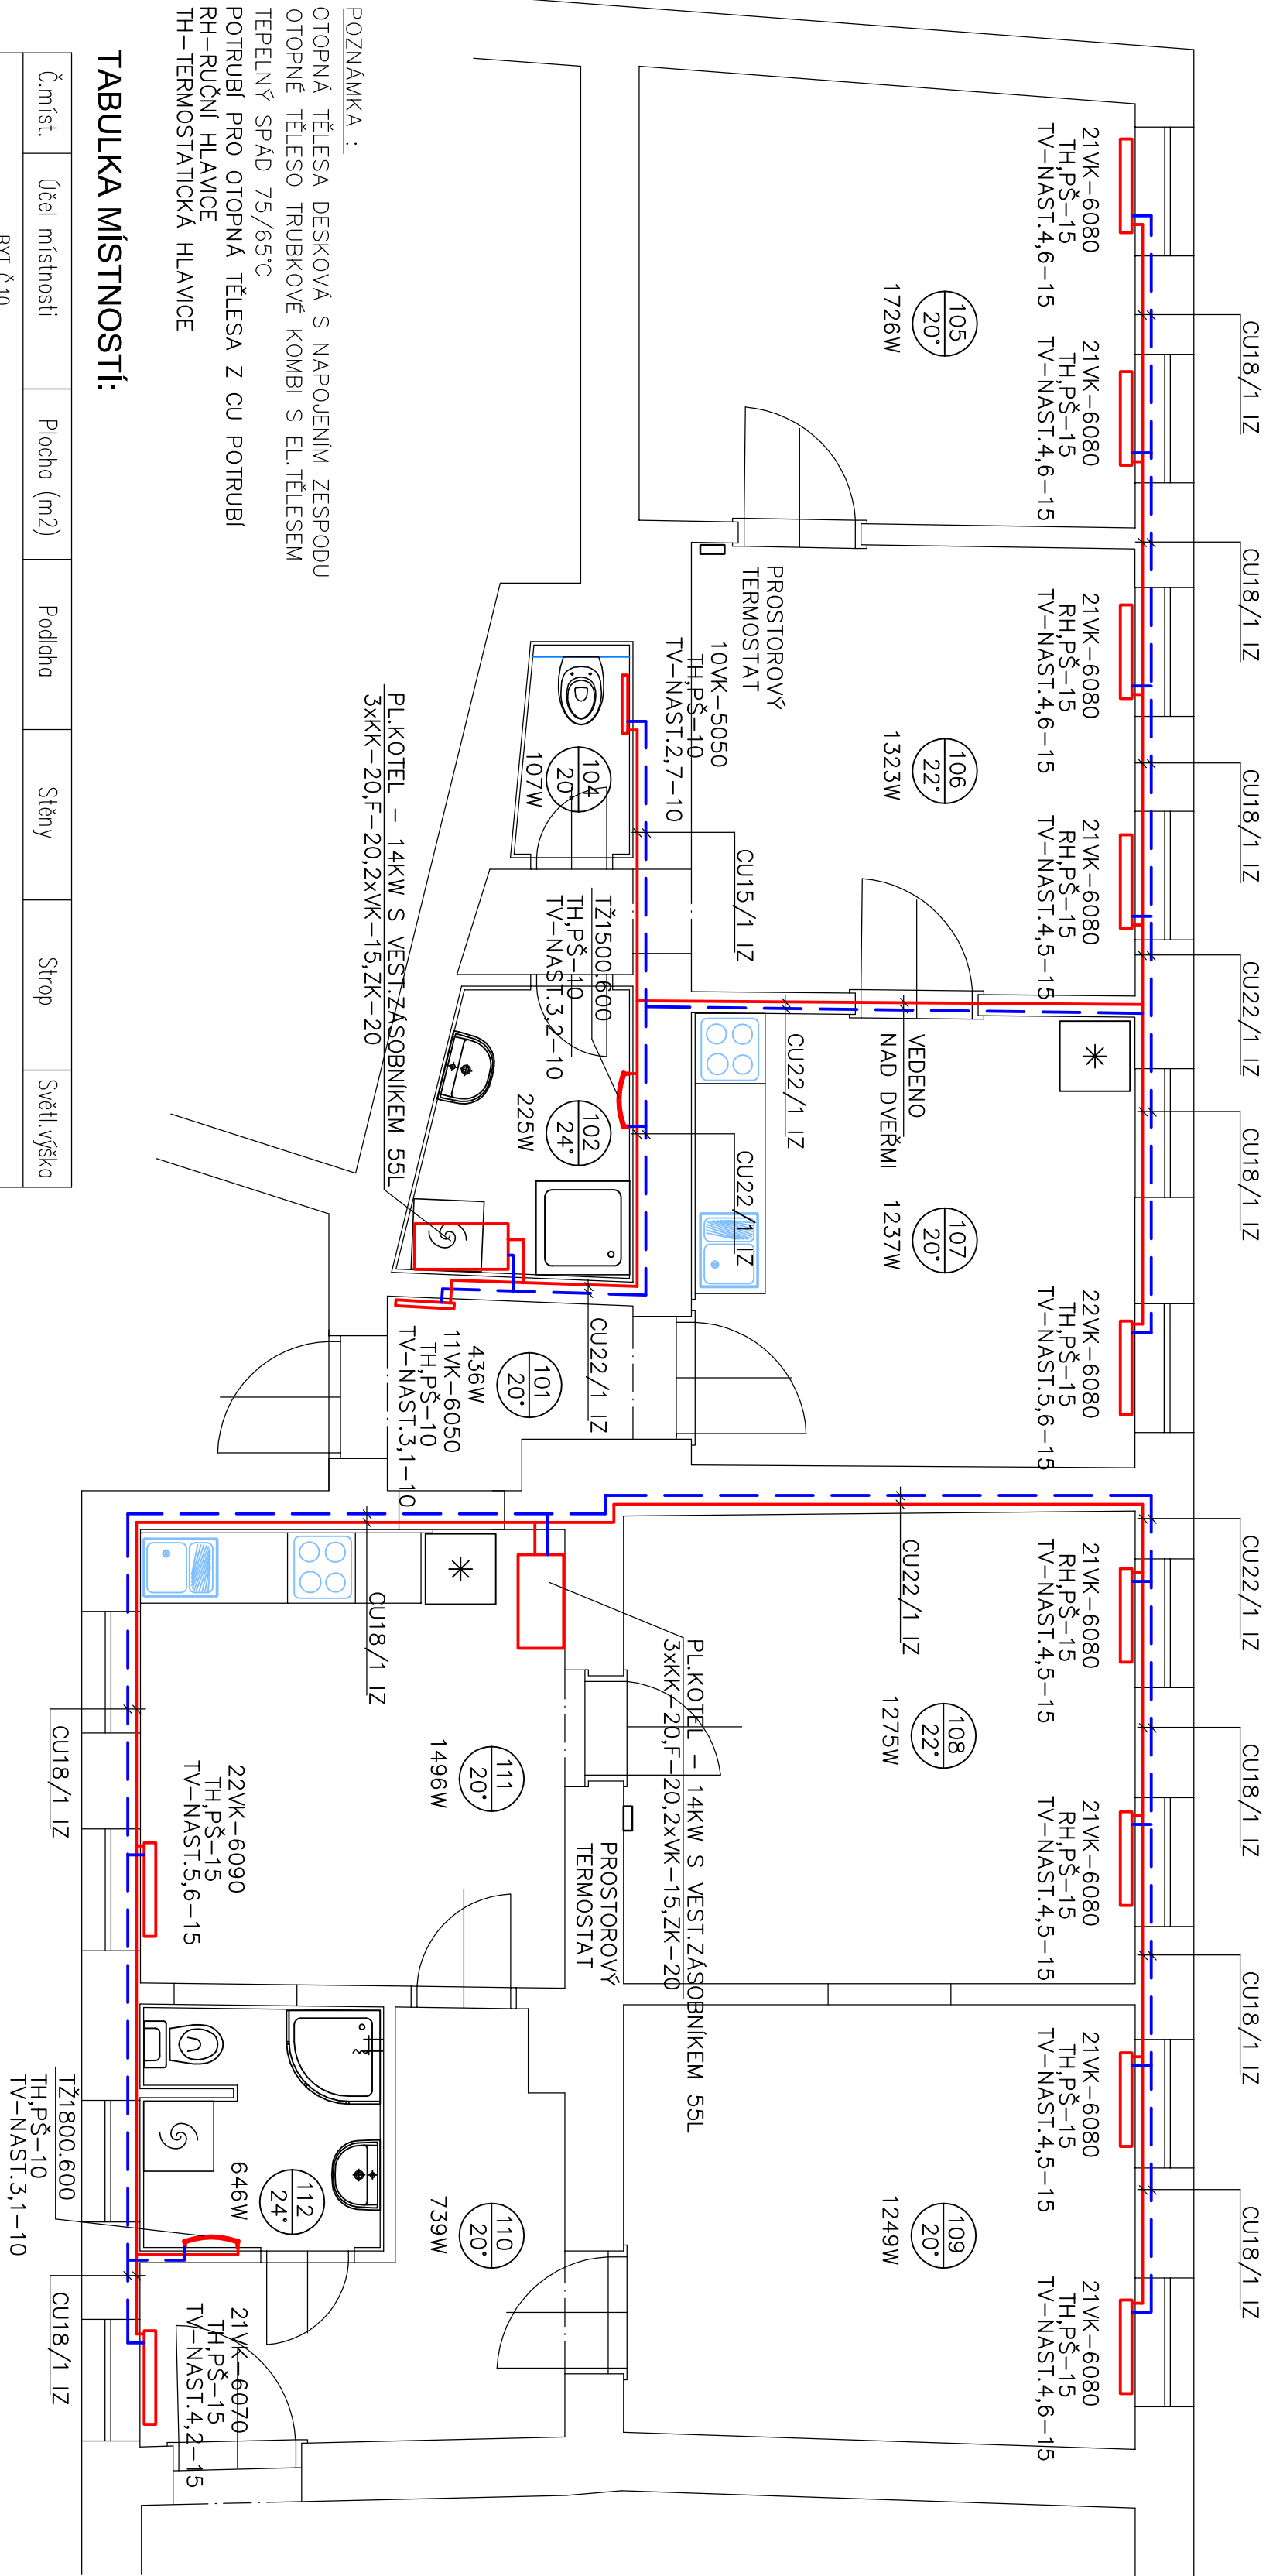 CU18/1 IZ
CU18/1 IZ
CU18/1 IZ
CU22/1 IZ
CU18/1 IZ
CU22/1 IZ
CU18/1 IZ
CU18/1 IZ
CU18/1 IZ
21VK-6080
TH,PŠ-15
TV-NAST.4,6-15
21VK-6080
TH,PŠ-15
TV-NAST.4,6-15
21VK-6080
RH,PŠ-15
TV-NAST.4,6-15
21VK-6080
RH,PŠ-15
TV-NAST.4,5-15
22VK-6080
TH,PŠ-15
TV-NAST.5,6-15
21VK-6080
RH,PŠ-15
TV-NAST.4,5-15
21VK-6080
RH,PŠ-15
TV-NAST.4,5-15
21VK-6080
TH,PŠ-15
TV-NAST.4,5-15
21VK-6080
TH,PŠ-15
TV-NAST.4,6-15
105
20°
1726W
106
22°
1323W
VEDENO
NAD DVEŘMI
107
20°
1237W
CU22/1 IZ
108
22°
1275W
109
20°
1249W
PROSTOROVÝ
TERMOSTAT
10VK-5050
TH,PŠ-10
TV-NAST.2,7-10
CU15/1 IZ
CU22/1 IZ
CU22/1 IZ
PL.KOTEL - 14KW S VEST.ZÁSOBNÍKEM 55L
3xKK-20,F-20,2xVK-15,ZK-20
104
20°
107W
TŽ1500.600
TH,PŠ-10
TV-NAST.3,2-10
102
24°
225W
CU22/1 IZ
101
20°
436W
11VK-6050
TH,PŠ-10
TV-NAST.3,1-10
PROSTOROVÝ
TERMOSTAT
PL.KOTEL - 14KW S VEST.ZÁSOBNÍKEM 55L
3xKK-20,F-20,2xVK-15,ZK-20
111
20°
1496W
110
20°
739W
CU18/1 IZ
22VK-6090
TH,PŠ-15
TV-NAST.5,6-15
112
24°
646W
21VK-6070
TH,PŠ-15
TV-NAST.4,2-15
CU18/1 IZ
TŽ1800.600
TH,PŠ-10
TV-NAST.3,1-10
CU18/1 IZ
POZNÁMKA :
OTOPNÁ TĚLESA DESKOVÁ S NAPOJENÍM ZESPODU
OTOPNÉ TĚLESO TRUBKOVÉ KOMBI S EL.TĚLESEM
TEPELNÝ SPÁD 75/65°C
POTRUBÍ PRO OTOPNÁ TĚLESA Z CU POTRUBÍ
RH-RUČNÍ HLAVICE
TH-TERMOSTATICKÁ HLAVICE
TABULKA MÍSTNOSTÍ:
Č.míst. Účel místnosti Plocha (m2) Podlaha Stěny Strop Světl.výška
BYT Č.10